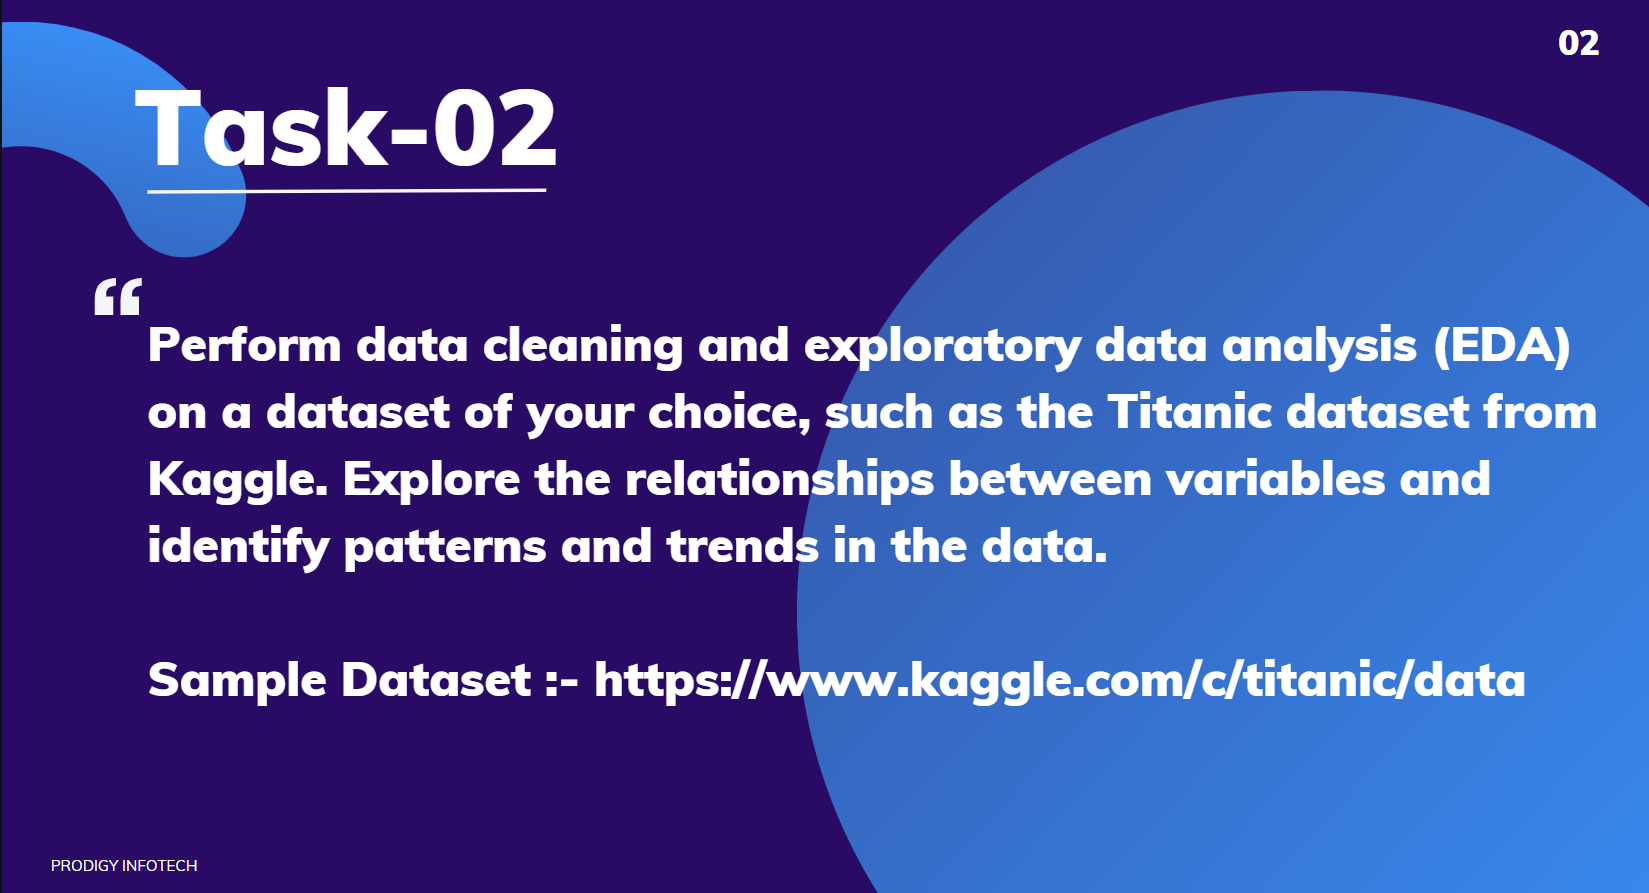 02
Task-02
“
Perform data cleaning and exploratory data analysis (EDA)
on a dataset of your choice, such as the Titanic dataset from
Kaggle. Explore the relationships between variables and
identify patterns and trends in the data.
Sample Dataset :- https://www.kaggle.com/c/titanic/data
PRODIGY INFOTECH